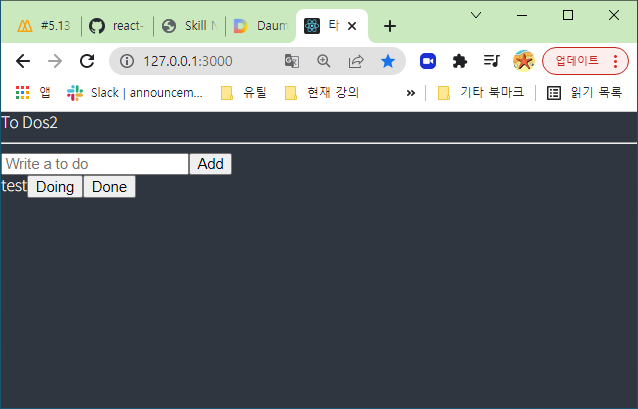 #5.13
react-
Skill N
Daum
타
127.0.0.1:3000
업데이트
앱
Slack | announcem...
유틸
현재 강의
»
기타 북마크
읽기 목록
To Dos2
Write a to do
Add
test Doing Done